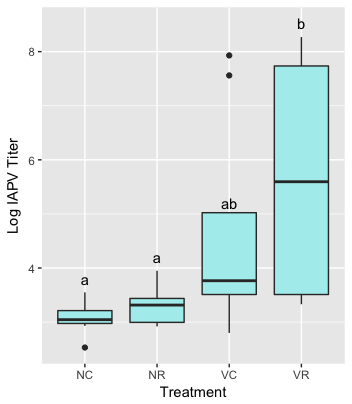 b
8
6
4
a
a
ab
Log IAPV Titer
NC
NR
VC
VR
Treatment